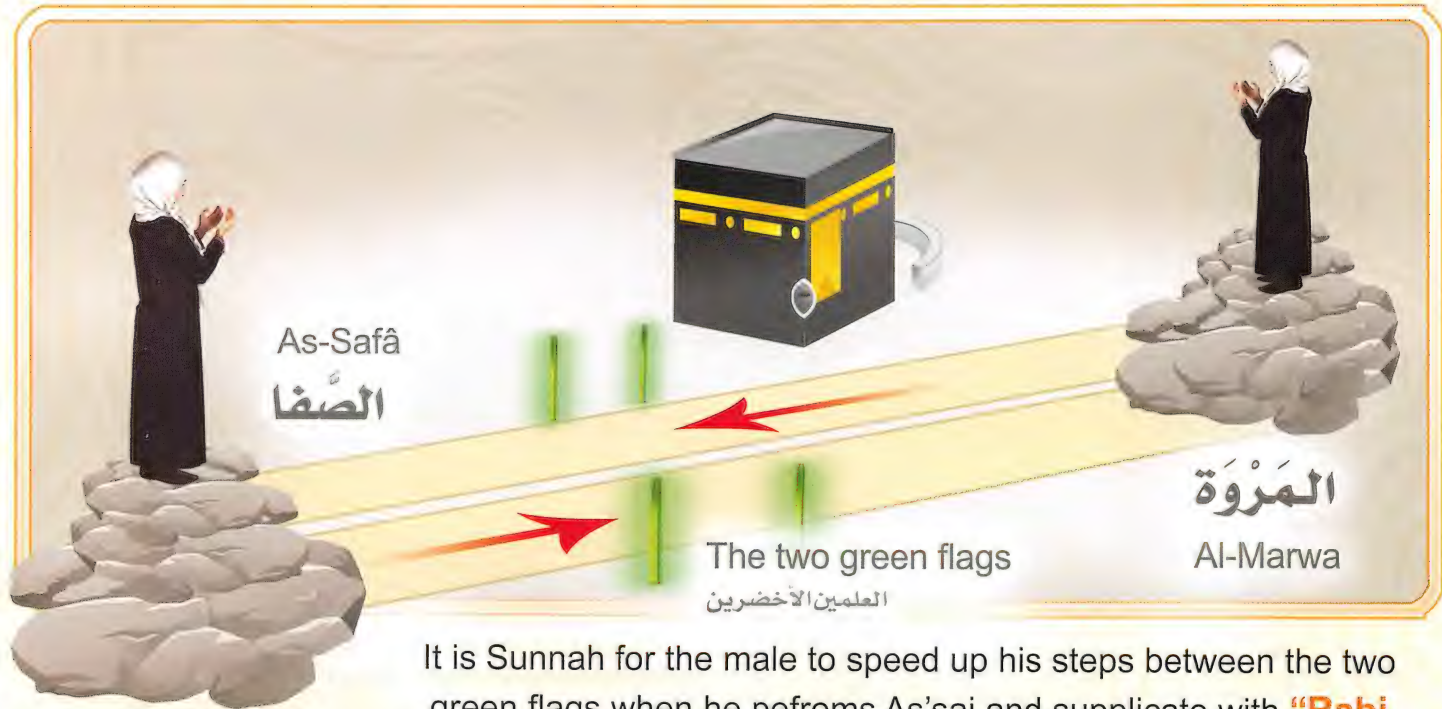 As-Safâ
الصَّفا
المَرْوَة
Al-Marwa
The two green flags
العلمين الأخضرين
It is Sunnah for the male to speed up his steps between the two
green flags when he pefroms As'sai and supplicate with "Rabi